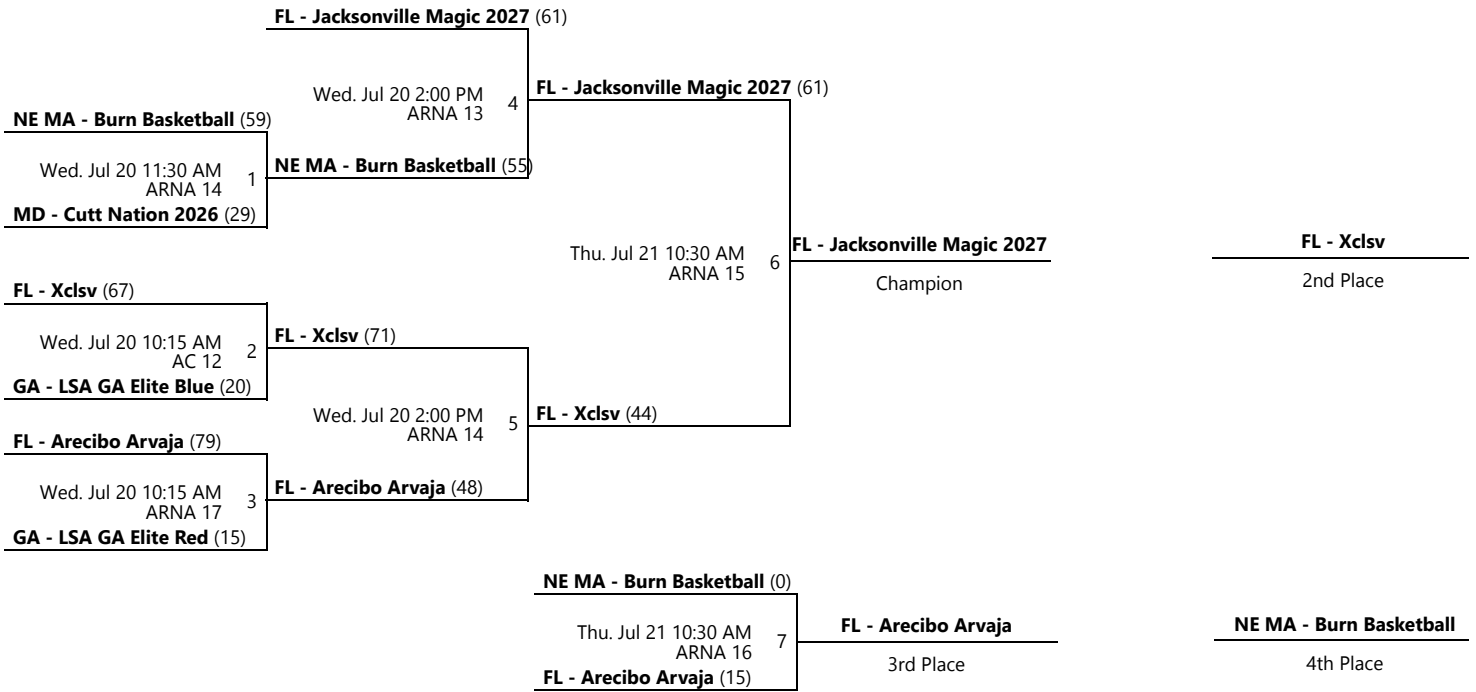 FL - Jacksonville Magic 2027 (61)
Wed. Jul 20 2:00 PM
ARNA 13
4
FL - Jacksonville Magic 2027 (61)
NE MA - Burn Basketball (59)
Wed. Jul 20 11:30 AM
ARNA 14
1
NE MA - Burn Basketball (55)
MD - Cutt Nation 2026 (29)
Thu. Jul 21 10:30 AM
ARNA 15
6
FL - Jacksonville Magic 2027
Champion
FL - Xclsv
2nd Place
FL - Xclsv (67)
Wed. Jul 20 10:15 AM
AC 12
2
FL - Xclsv (71)
GA - LSA GA Elite Blue (20)
Wed. Jul 20 2:00 PM
ARNA 14
5
FL - Xclsv (44)
FL - Arecibo Arvaja (79)
Wed. Jul 20 10:15 AM
ARNA 17
3
FL - Arecibo Arvaja (48)
GA - LSA GA Elite Red (15)
NE MA - Burn Basketball (0)
Thu. Jul 21 10:30 AM
ARNA 16
7
FL - Arecibo Arvaja (15)
FL - Arecibo Arvaja
3rd Place
NE MA - Burn Basketball
4th Place